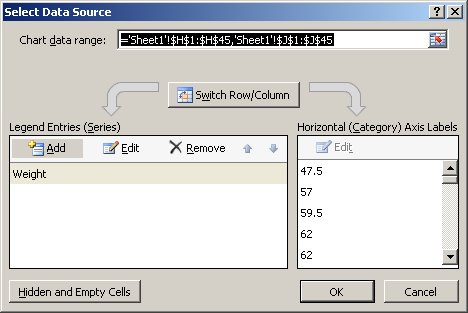 Select Data Source
Chart data range: ='Sheet1'!$H$1:$H$45,'Sheet1'!$J$1:$J$45
Switch Row/Column
Legend Entries (Series)
Add Edit Remove
Weight
Horizontal (Category) Axis Labels
Edit
47.5
57
59.5
62
62
Hidden and Empty Cells
OK Cancel